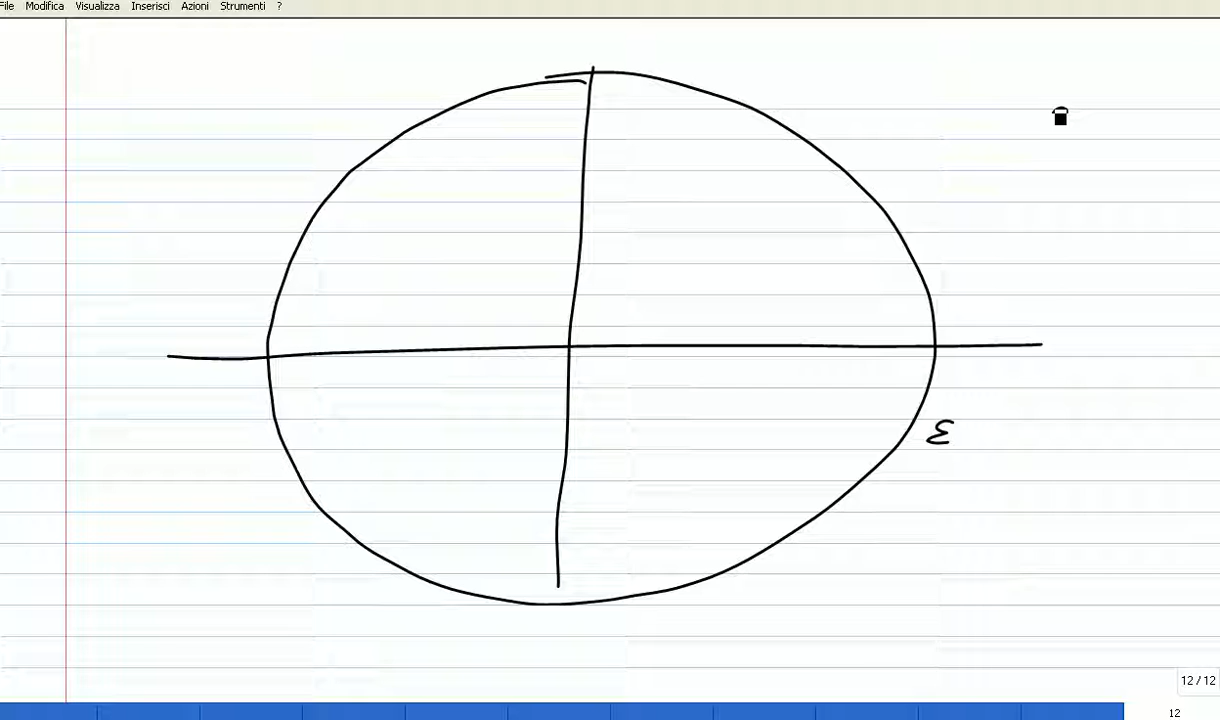 File Modifica Visualizza Inserisci Azioni Strumenti ?
ε
12 / 12
12